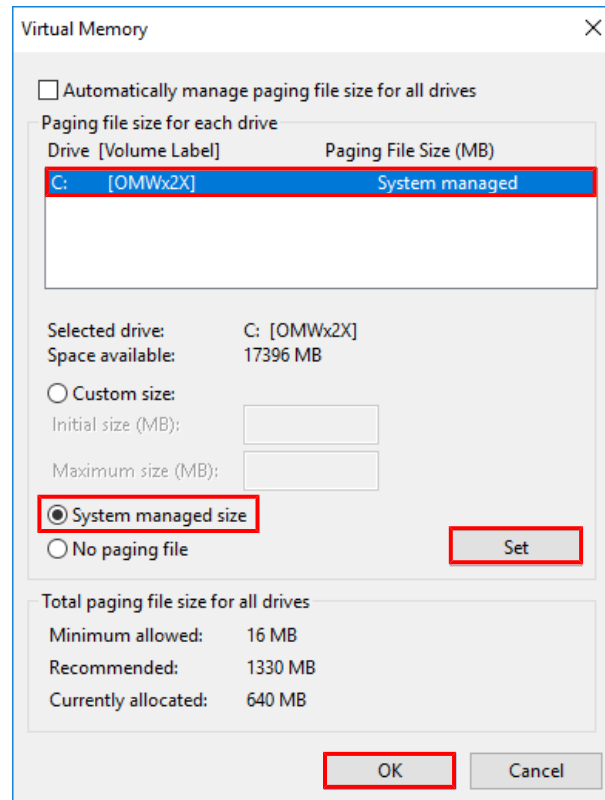 Virtual Memory
Automatically manage paging file size for all drives
Paging file size for each drive
Drive [Volume Label] Paging File Size (MB)
C: [OMWx2X] System managed
Selected drive: C: [OMWx2X]
Space available: 17396 MB
Custom size:
Initial size (MB):
Maximum size (MB):
System managed size
No paging file
Set
Total paging file size for all drives
Minimum allowed: 16 MB
Recommended: 1330 MB
Currently allocated: 640 MB
OK Cancel